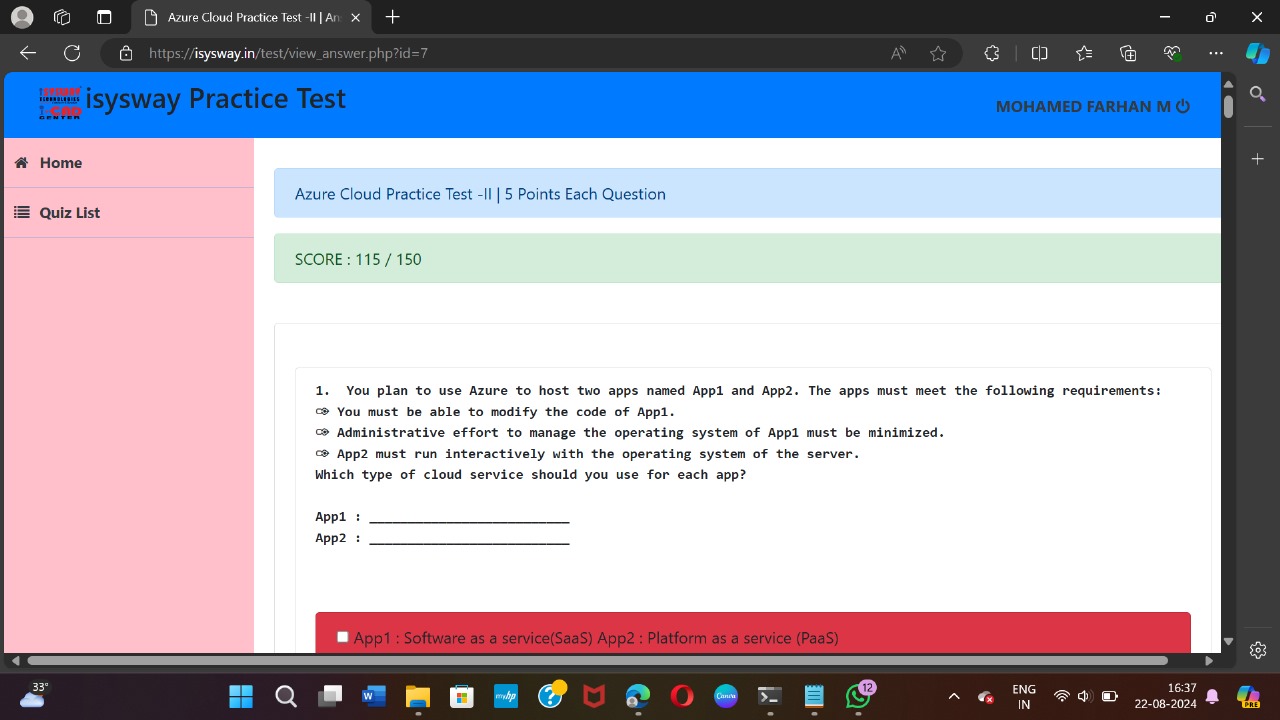 Azure Cloud Practice Test -II | An
https://isysway.in/test/view_answer.php?id=7
isysway Practice Test
MOHAMED FARHAN M
Home
Quiz List
Azure Cloud Practice Test -II | 5 Points Each Question
SCORE : 115 / 150
1. You plan to use Azure to host two apps named App1 and App2. The apps must meet the following requirements:
You must be able to modify the code of App1.
Administrative effort to manage the operating system of App1 must be minimized.
App2 must run interactively with the operating system of the server.
Which type of cloud service should you use for each app?
App1 : __________________________
App2 : __________________________
App1 : Software as a service(SaaS) App2 : Platform as a service (PaaS)
33°
myhp
Canva
12
ENG
IN
16:37
22-08-2024
PRE